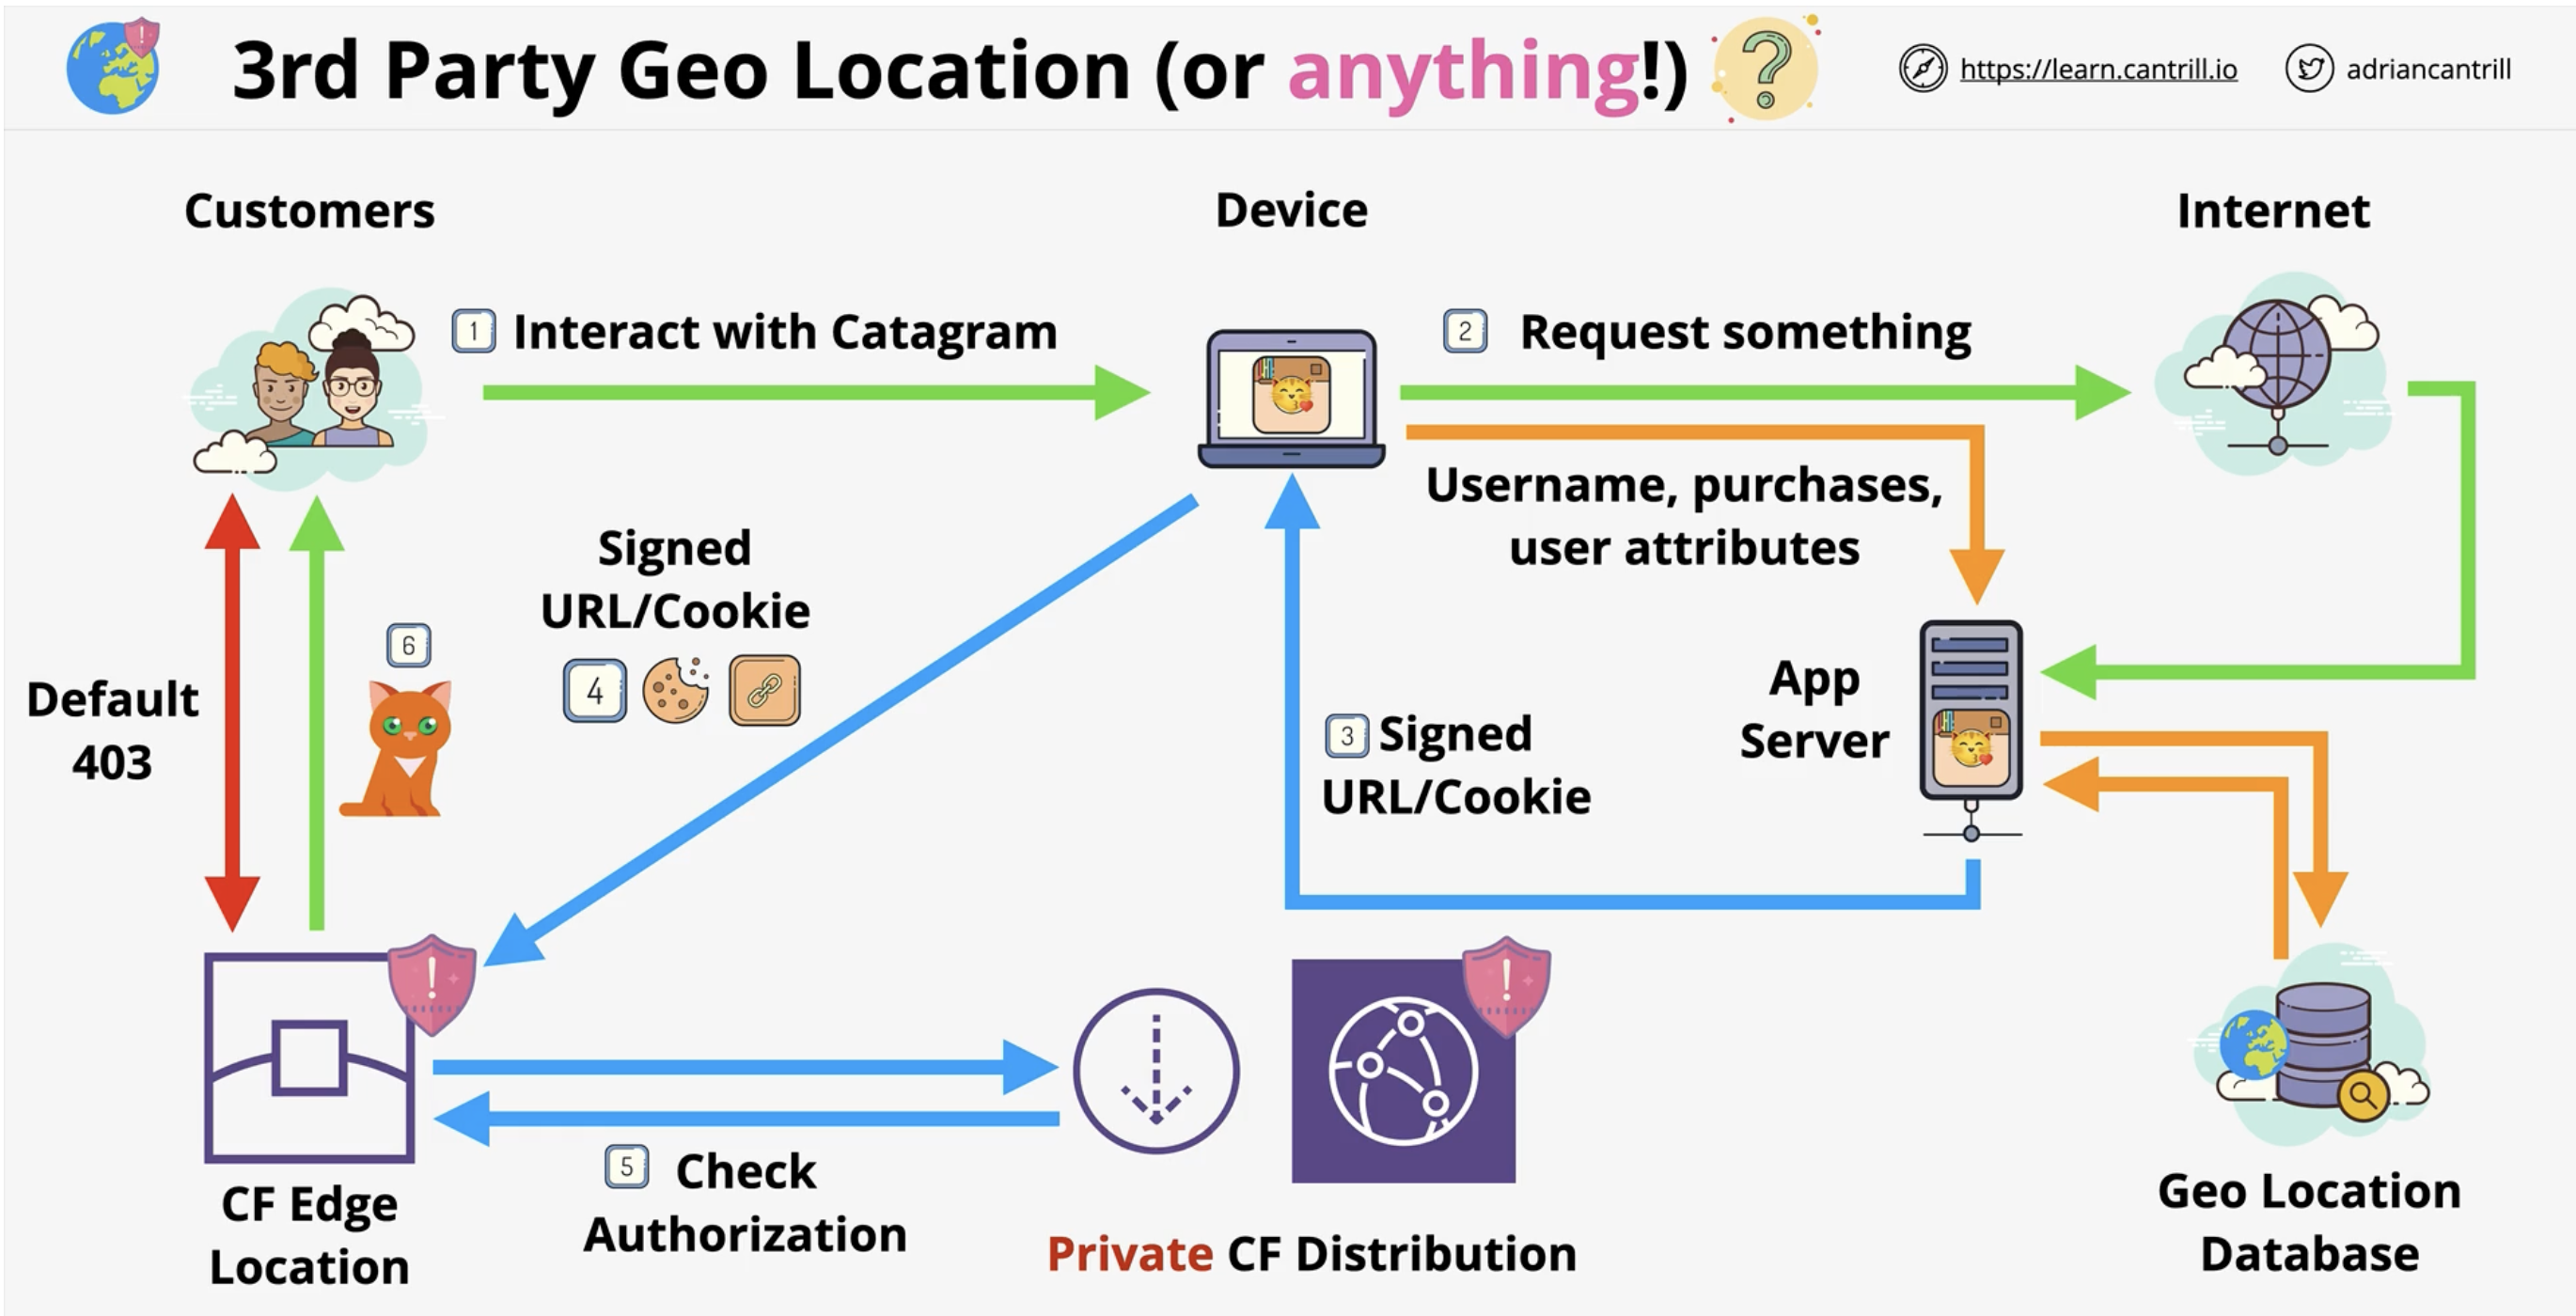 3rd Party Geo Location (or anything!)
https://learn.cantrill.io
adriancantrill
Customers
Device
Internet
1 Interact with Catagram
2 Request something
Username, purchases,
user attributes
Signed
URL/Cookie
4
6
Default
403
3 Signed
URL/Cookie
App
Server
5 Check
Authorization
CF Edge
Location
Private CF Distribution
Geo Location
Database